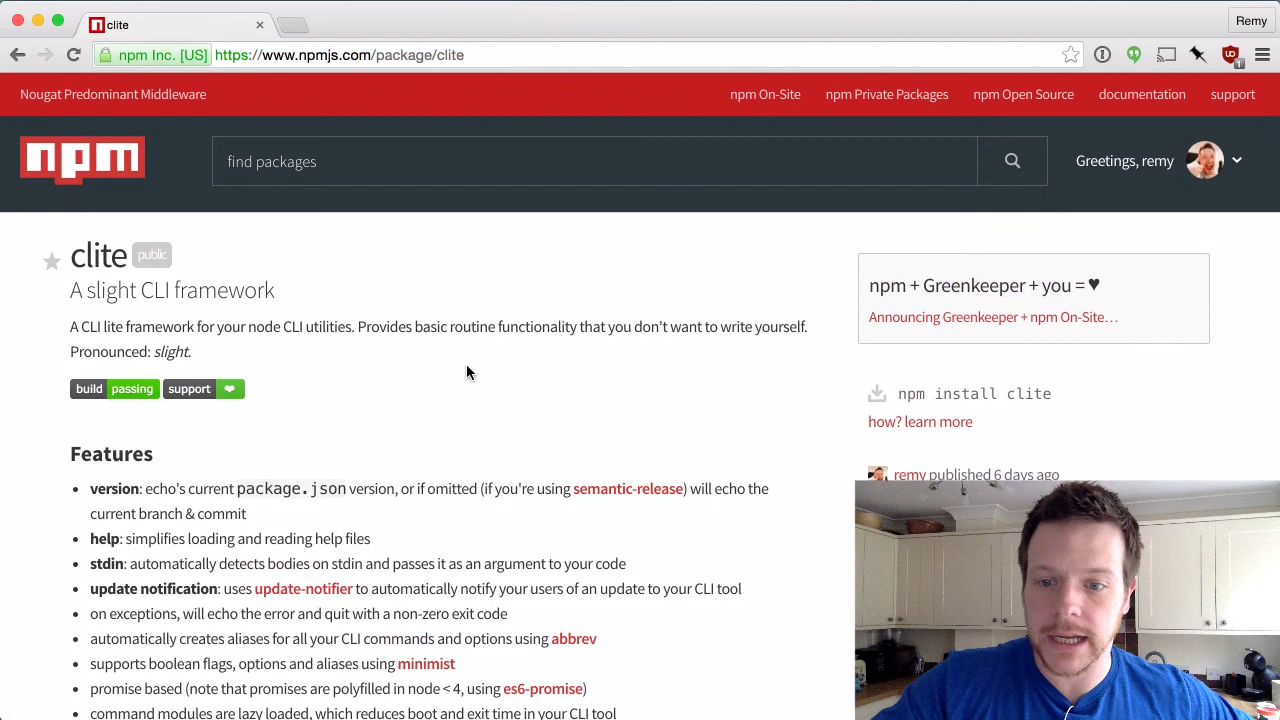 clite
Remy
npm Inc. [US] https://www.npmjs.com/package/clite
Nougat Predominant Middleware
npm On-Site
npm Private Packages
npm Open Source
documentation
support
npm
find packages
Greetings, remy
clite public
A slight CLI framework
A CLI lite framework for your node CLI utilities. Provides basic routine functionality that you don't want to write yourself.
Pronounced: slight.
build passing support
Features
version: echo's current package.json version, or if omitted (if you're using semantic-release) will echo the
current branch & commit
help: simplifies loading and reading help files
stdin: automatically detects bodies on stdin and passes it as an argument to your code
update notification: uses update-notifier to automatically notify your users of an update to your CLI tool
on exceptions, will echo the error and quit with a non-zero exit code
automatically creates aliases for all your CLI commands and options using abbrev
supports boolean flags, options and aliases using minimist
promise based (note that promises are polyfilled in node < 4, using es6-promise)
command modules are lazy loaded, which reduces boot and exit time in your CLI tool
npm + Greenkeeper + you = ♥
Announcing Greenkeeper + npm On-Site…
npm install clite
how? learn more
remy published 6 days ago